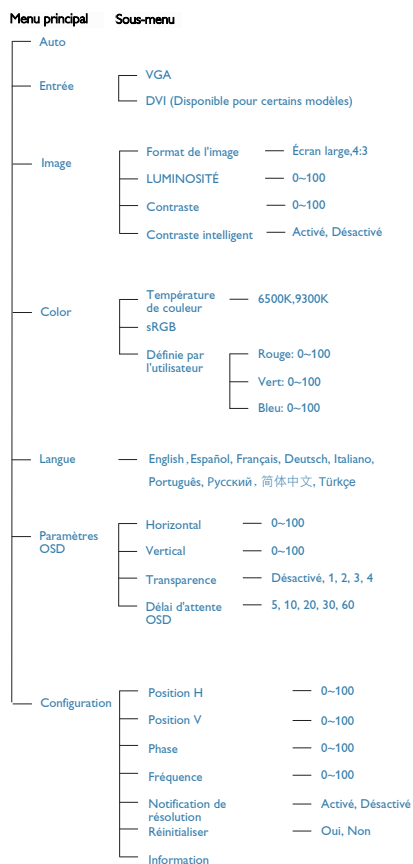 Menu principal Sous-menu
Auto
Entrée
VGA
DVI (Disponible pour certains modèles)
Image
Format de l'image Écran large,4:3
LUMINOSITÉ 0~100
Contraste 0~100
Contraste intelligent Activé, Désactivé
Color
Température
de couleur 6500K,9300K
sRGB
Définie par
l'utilisateur
Rouge: 0~100
Vert: 0~100
Bleu: 0~100
Langue
English , Español, Français, Deutsch, Italiano,
Português, Русский, 简体中文, Türkçe
Paramètres
OSD
Horizontal 0~100
Vertical 0~100
Transparence Désactivé, 1, 2, 3, 4
Délai d'attente
OSD 5, 10, 20, 30, 60
Configuration
Position H 0~100
Position V 0~100
Phase 0~100
Fréquence 0~100
Notification de
résolution Activé, Désactivé
Réinitialiser Oui, Non
Information